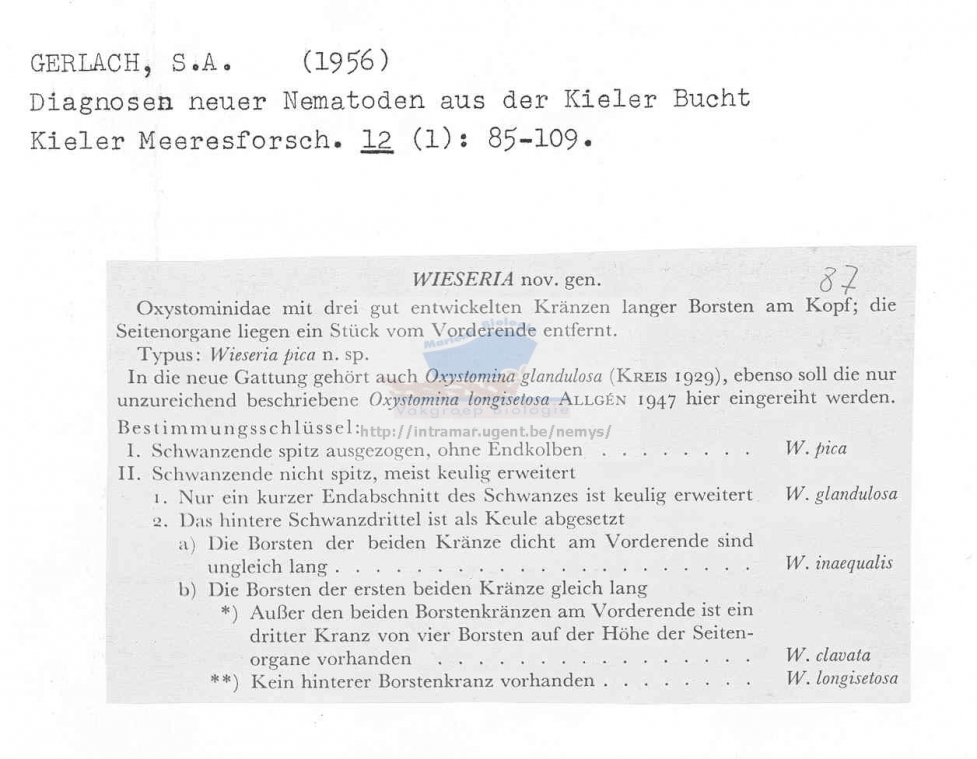 GERLACH, S.A. (1956)
Diagnosen neuer Nematoden aus der Kieler Bucht
Kieler Meeresforsch. 12 (1): 85-109.
WIESERIA nov. gen. 87
Oxystominidae mit drei gut entwickelten Kränzen langer Borsten am Kopf; die
Seitenorgane liegen ein Stück vom Vorderende entfernt.
Typus: Wieseria pica n. sp.
In die neue Gattung gehört auch Oxystomina glandulosa (KREIS 1929), ebenso soll die nur
unzureichend beschriebene Oxystomina longisetosa ALLGÉN 1947 hier eingereiht werden.
Vakgroep Biologie
Bestimmungsschlüssel:http://intramar.ugent.be/nemys/
I. Schwanzende spitz ausgezogen, ohne Endkolben . . . . . . . . W. pica
II. Schwanzende nicht spitz, meist keulig erweitert
1. Nur ein kurzer Endabschnitt des Schwanzes ist keulig erweitert W. glandulosa
2. Das hintere Schwanzdrittel ist als Keule abgesetzt
a) Die Borsten der beiden Kränze dicht am Vorderende sind
ungleich lang . . . . . . . . . . . . . . . . . . . . W. inaequalis
b) Die Borsten der ersten beiden Kränze gleich lang
*) Außer den beiden Borstenkränzen am Vorderende ist ein
dritter Kranz von vier Borsten auf der Höhe der Seiten-
organe vorhanden . . . . . . . . . . . . . . . W. clavata
**) Kein hinterer Borstenkranz vorhanden . . . . . . . . W. longisetosa